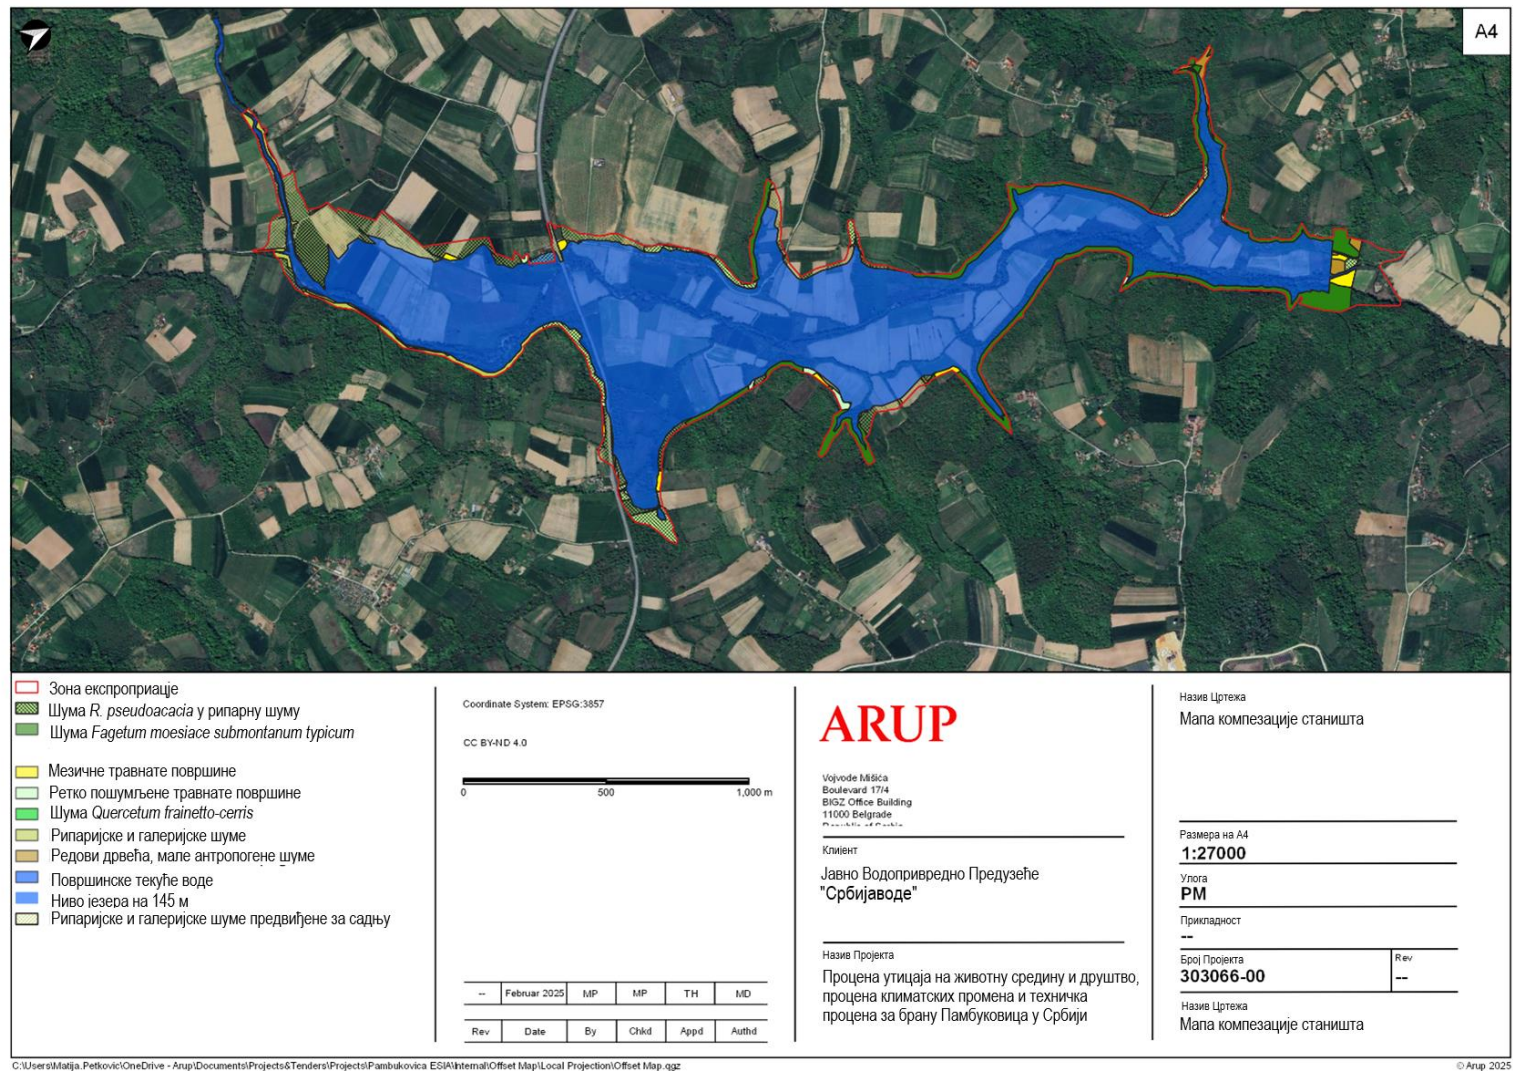 A4
Зона експроприације
Шума R. pseudoacacia у рипарну шуму
Шума Fagetum moesiace submontanum typicum
Мезичне травнате површине
Ретко пошумљене травнате површине
Шума Quercetum frainetto-cerris
Рипаријске и галеријске шуме
Редови дрвећа, мале антропогене шуме
Површинске текуће воде
Ниво језера на 145 м
Рипаријске и галеријске шуме предвиђене за садњу
Coordinate System: EPSG:3857
CC BY-ND 4.0
0 500 1,000 m
-- Februar 2025 MP MP TH MD
Rev Date By Chkd Appd Authd
ARUP
Vojvode Mišića
Boulevard 17/4
BIGZ Office Building
11000 Belgrade
Republic of Serbia
Клијент
Јавно Водопривредно Предузеће
"Србијаводе"
Назив Пројекта
Процена утицаја на животну средину и друштво,
процена климатских промена и техничка
процена за брану Памбуковица у Србији
Назив Цртежа
Мапа компезације станишта
Размера на А4
1:27000
Улога
PM
Прикладност
--
Број Пројекта
303066-00
Rev
--
Назив Цртежа
Мапа компезације станишта
C:\Users\Matija.Petkovic\OneDrive - Arup\Documents\Projects&Tenders\Projects\Pambukovica ESIA\Internal\Offset Map\Local Projection\Offset Map.qgz
© Arup 2025